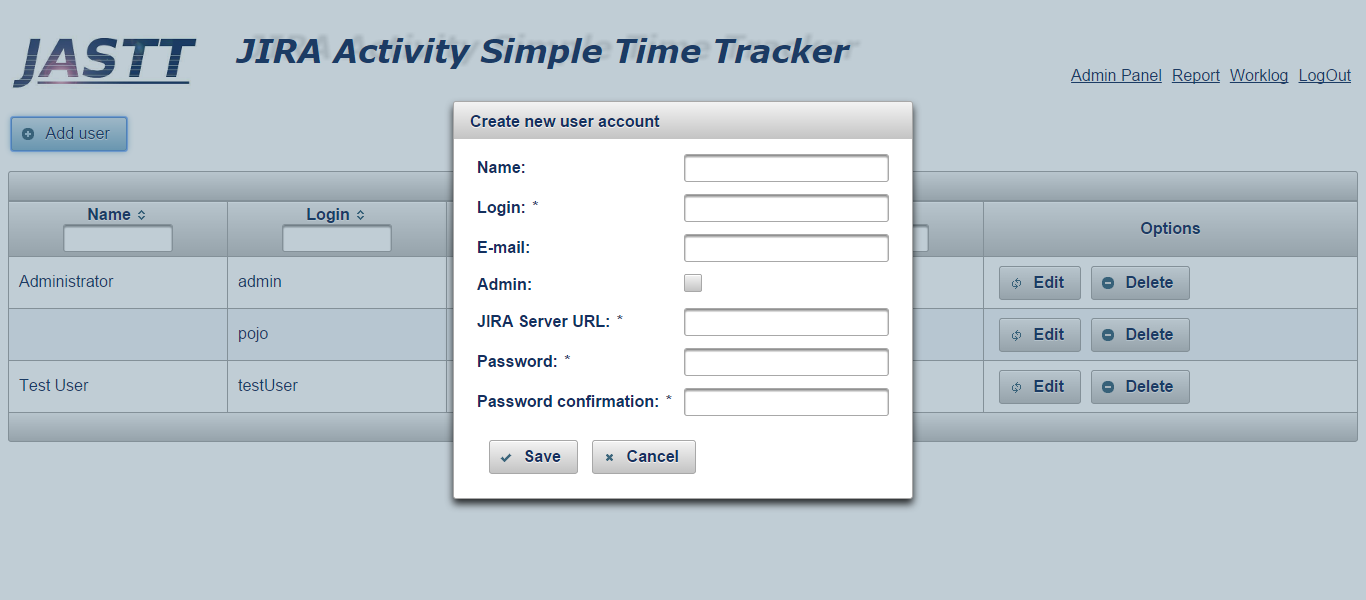 JASTT
JIRA Activity Simple Time Tracker
Admin Panel Report Worklog LogOut
Add user
Name
Login
Options
Administrator
admin
Edit
Delete
pojo
Edit
Delete
Test User
testUser
Edit
Delete
Create new user account
Name:
Login: *
E-mail:
Admin:
JIRA Server URL: *
Password: *
Password confirmation: *
Save
Cancel